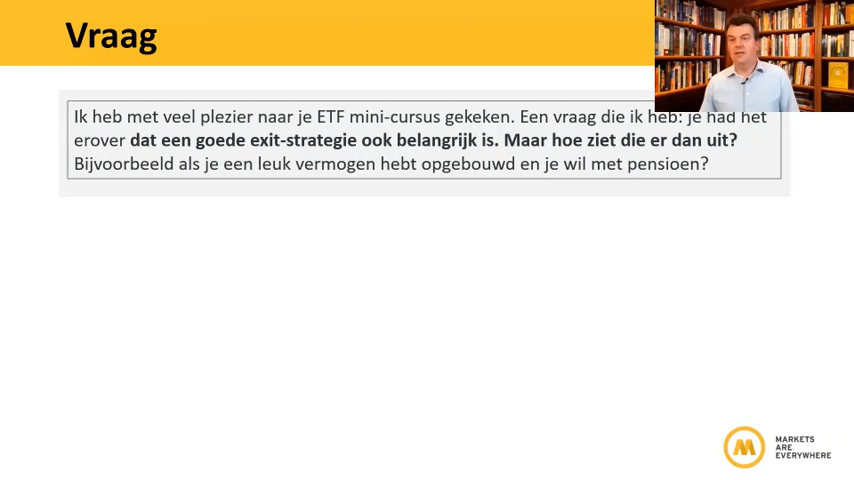 Vraag
Ik heb met veel plezier naar je ETF mini-cursus gekeken. Een vraag die ik heb: je had het
erover dat een goede exit-strategie ook belangrijk is. Maar hoe ziet die er dan uit?
Bijvoorbeeld als je een leuk vermogen hebt opgebouwd en je wil met pensioen?
MARKETS
ARE
EVERYWHERE